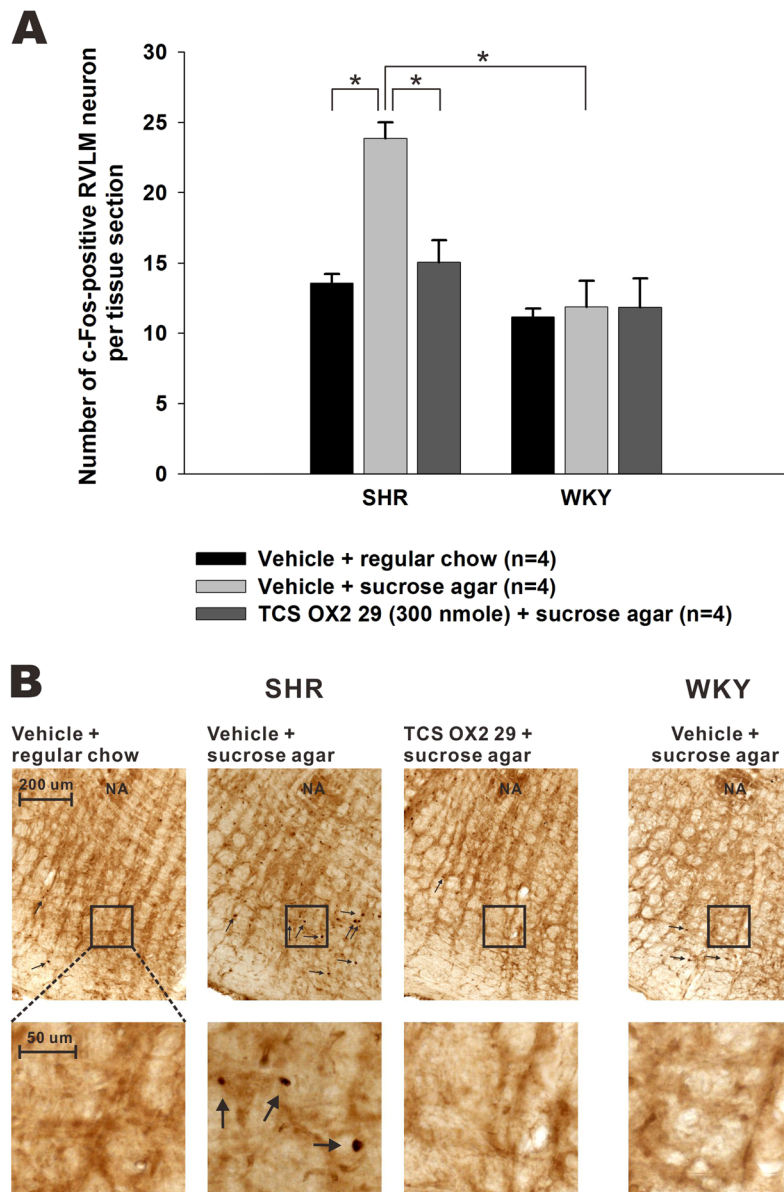 A
Number of c-Fos-positive RVLM neuron
per tissue section
30
25
20
15
10
5
0
*
*
*
SHR
WKY
Vehicle + regular chow (n=4)
Vehicle + sucrose agar (n=4)
TCS OX2 29 (300 nmole) + sucrose agar (n=4)
B
SHR
WKY
Vehicle +
regular chow
Vehicle +
sucrose agar
TCS OX2 29 +
sucrose agar
Vehicle +
sucrose agar
200 um
NA
NA
NA
NA
50 um